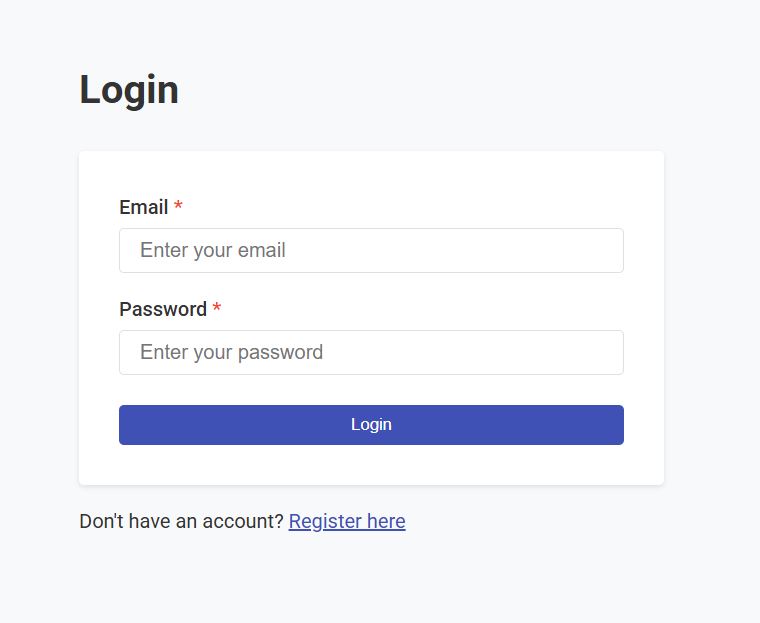 Login
Email *
Enter your email
Password *
Enter your password
Login
Don't have an account? Register here